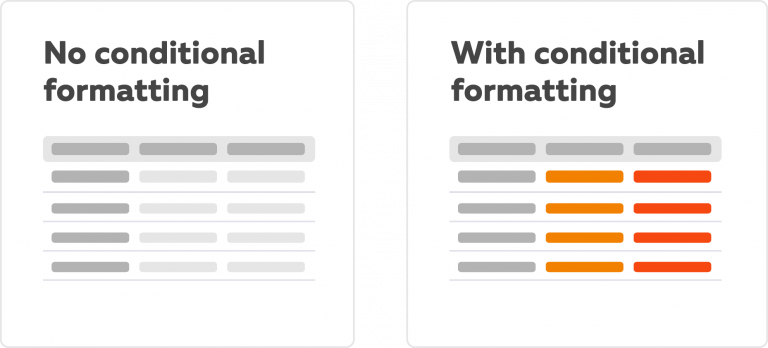 No conditional
formatting
With conditional
formatting